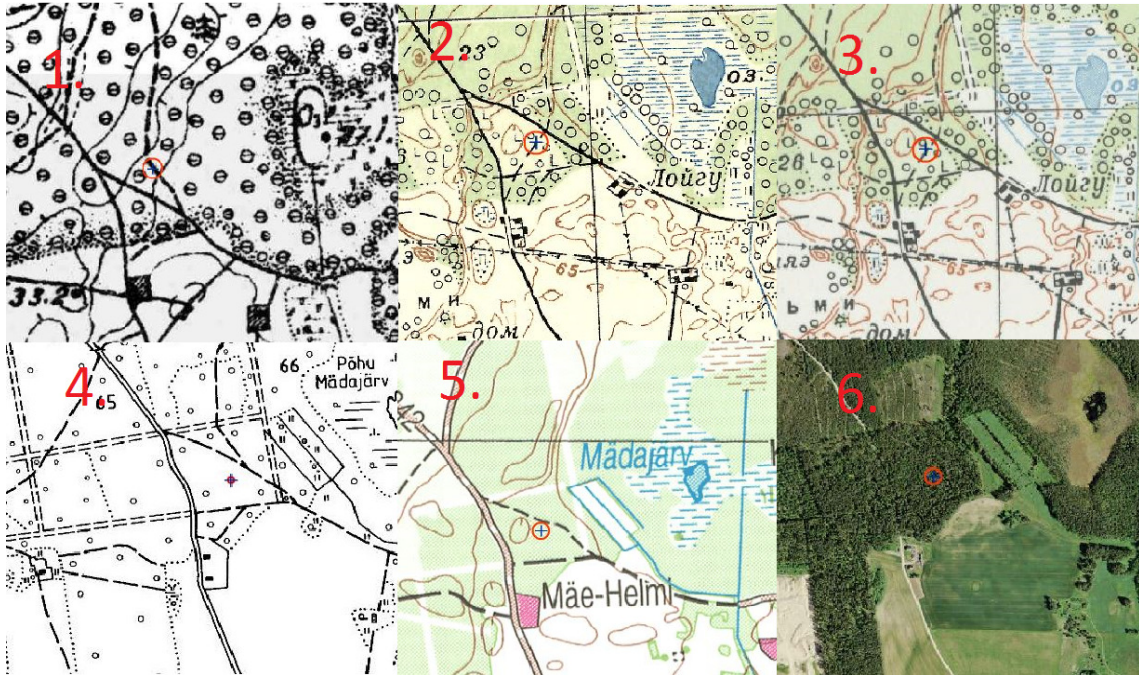 1.
33.2
2.
23
оз
Лойгу
65
М И
дом
3.
оз
Лойгу
65
Ь М И
дом
4.
65
66
Põhu
Mädajärv
5.
Mädajärv
Mäe-Helmi
6.